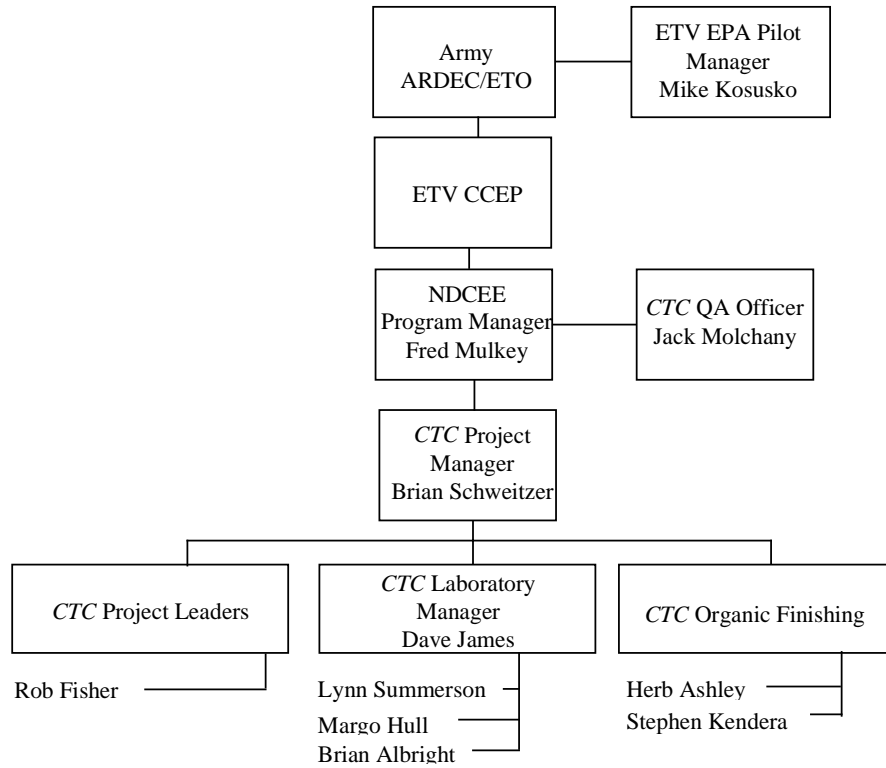 Army
ARDEC/ETO
ETV EPA Pilot
Manager
Mike Kosusko
ETV CCEP
NDCEE
Program Manager
Fred Mulkey
CTC QA Officer
Jack Molchany
CTC Project
Manager
Brian Schweitzer
CTC Project Leaders
CTC Laboratory
Manager
Dave James
CTC Organic Finishing
Rob Fisher
Lynn Summerson
Margo Hull
Brian Albright
Herb Ashley
Stephen Kendera